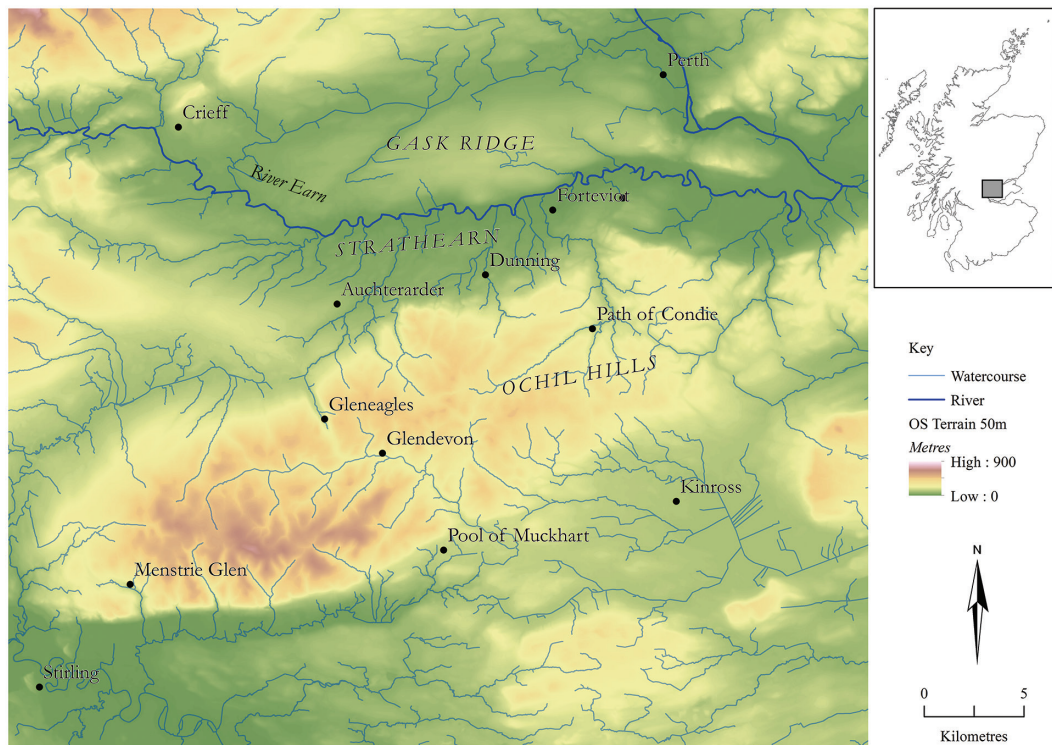 Perth
Crieff
GASK RIDGE
River Earn
Forteviot
STRATHEARN
Dunning
Auchterarder
Path of Condie
OCHIL HILLS
Gleneagles
Glendevon
Kinross
Pool of Muckhart
Menstrie Glen
Stirling
Key
Watercourse
River
OS Terrain 50m
Metres
High : 900
Low : 0
N
0 5
Kilometres